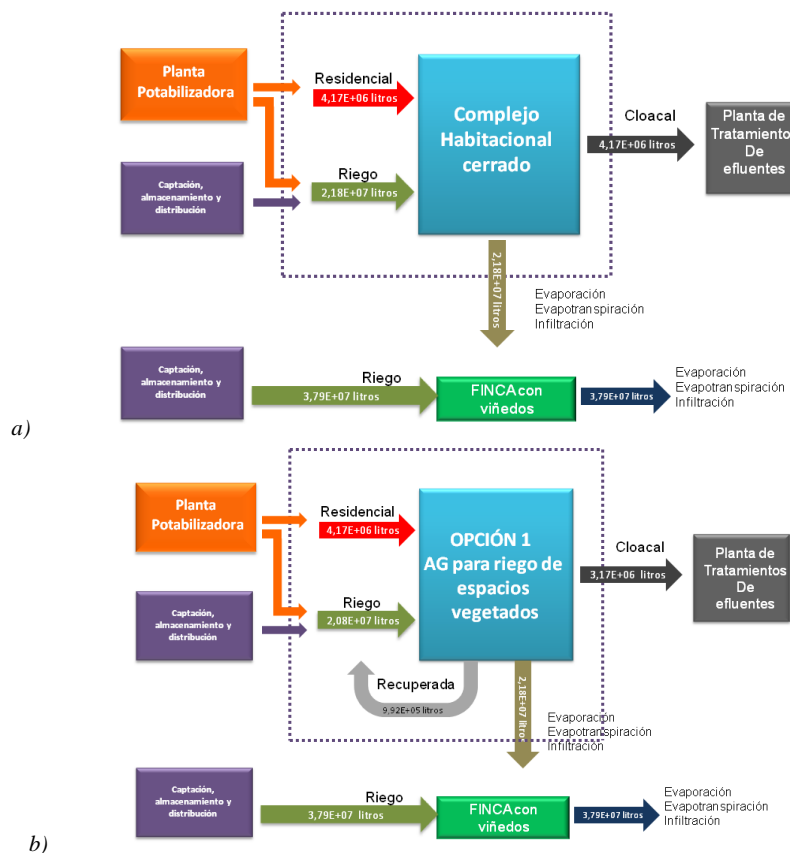 Planta
Potabilizadora
Residencial
4,17E+06 litros
Complejo
Habitacional
cerrado
Cloacal
4,17E+06 litros
Planta de
Tratamiento
De
efluentes
Captación,
almacenamiento y
distribución
Riego
2,18E+07 litros
2,18E+07 litros
Evaporación
Evapotranspiración
Infiltración
Captación,
almacenamiento y
distribución
Riego
3,79E+07 litros
FINCA con
viñedos
3,79E+07 litros
Evaporación
Evapotranspiración
Infiltración
a)
Planta
Potabilizadora
Residencial
4,17E+06 litros
OPCIÓN 1
AG para riego de
espacios
vegetados
Cloacal
3,17E+06 litros
Planta de
Tratamientos
De
efluentes
Captación,
almacenamiento y
distribución
Riego
2,08E+07 litros
Recuperada
9,92E+05 litros
2,18E+07 litros
Evaporación
Evapotranspiración
Infiltración
Captación,
almacenamiento y
distribución
Riego
3,79E+07 litros
FINCA con
viñedos
3,79E+07 litros
Evaporación
Evapotranspiración
Infiltración
b)